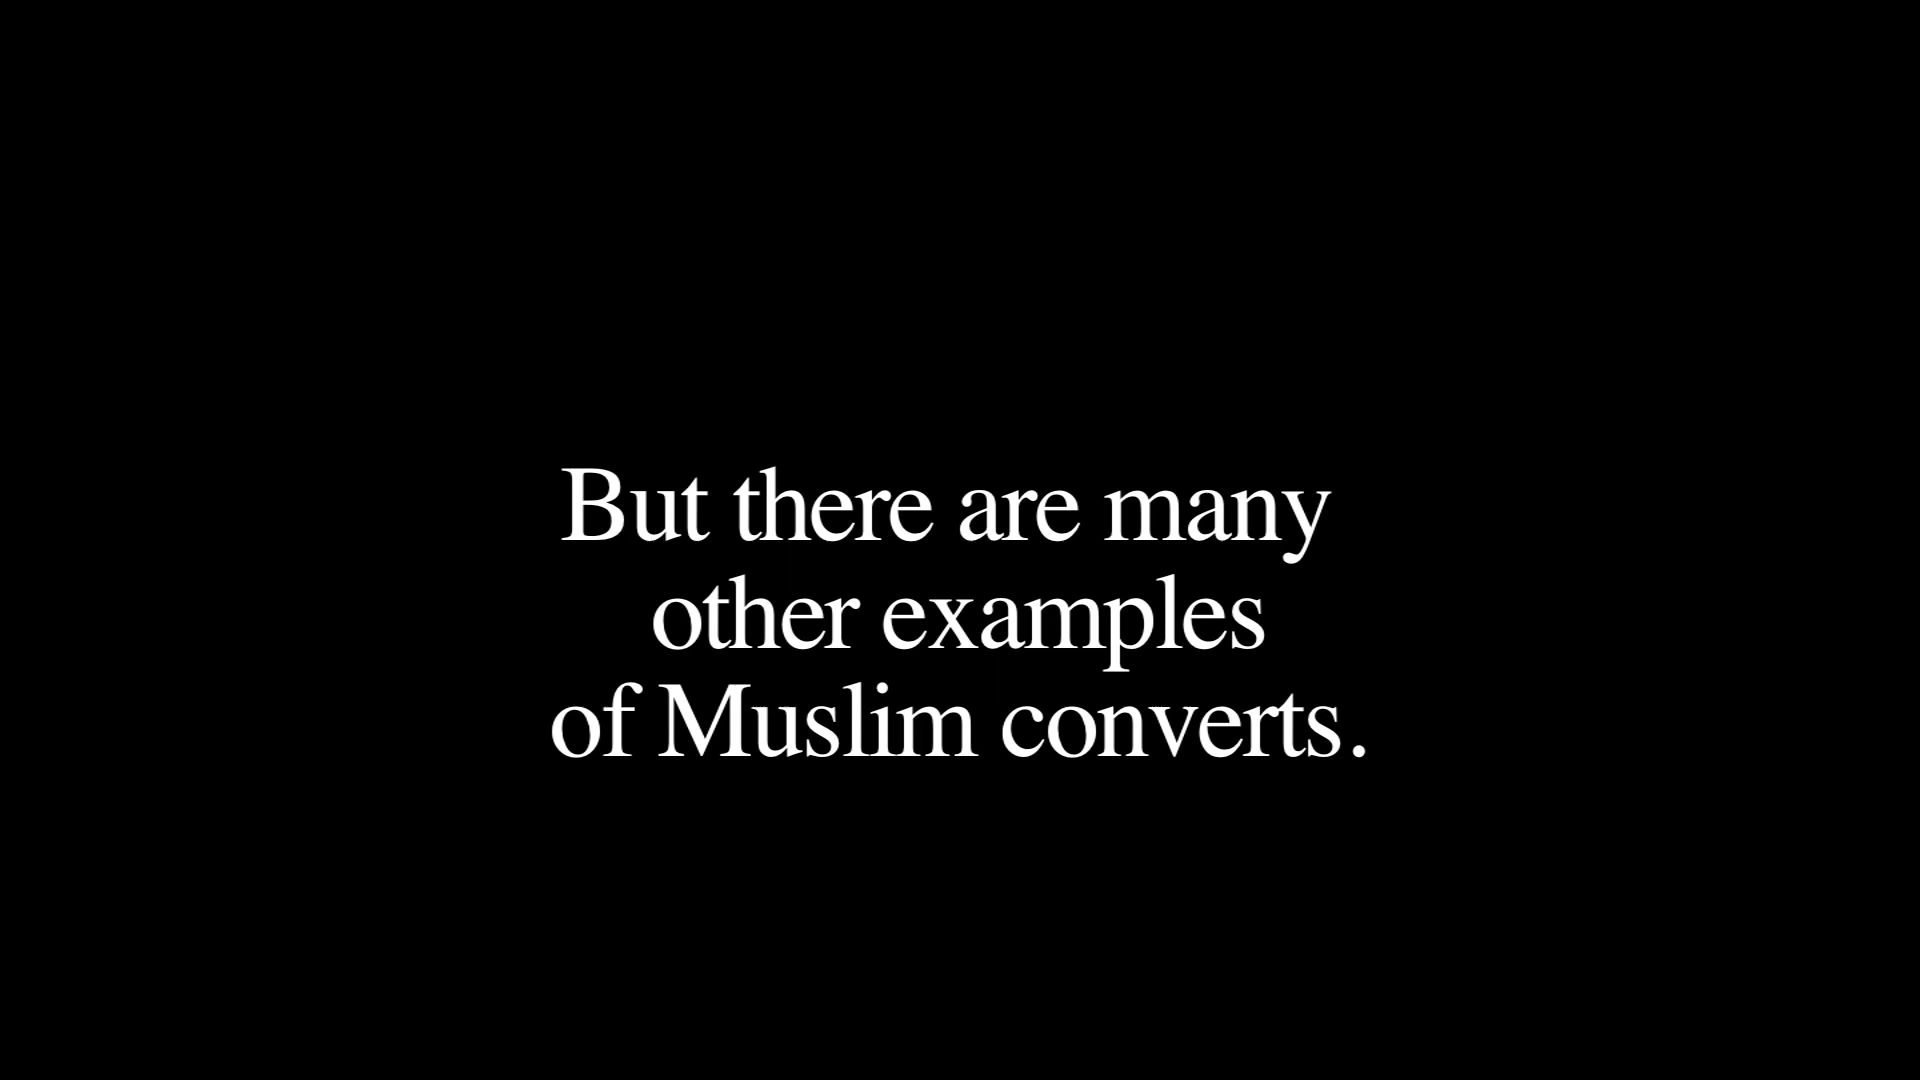 But there are many
other examples
of Muslim converts.